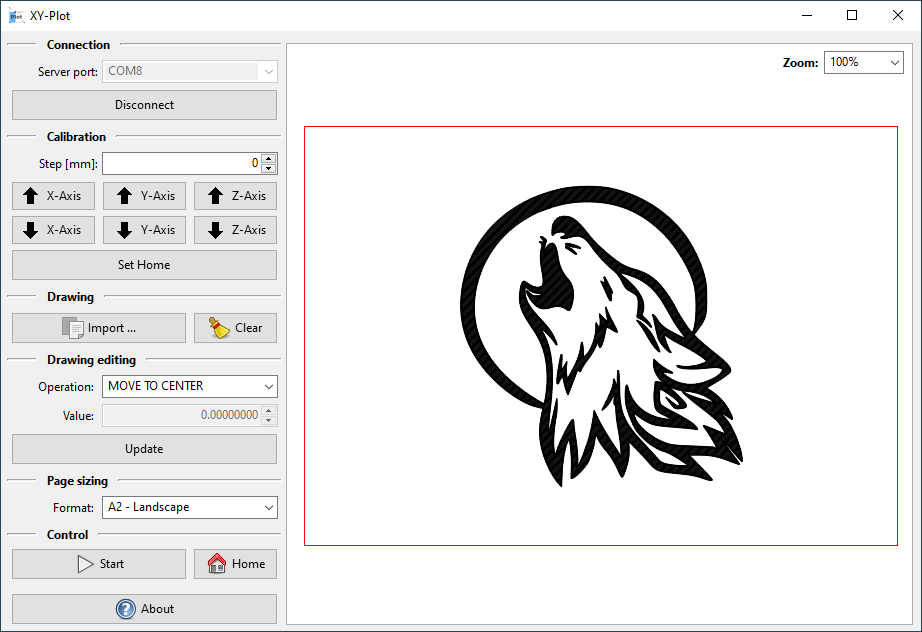 XY-Plot
Connection
Server port: COM8
Disconnect
Calibration
Step [mm]: 0
X-Axis Y-Axis Z-Axis
X-Axis Y-Axis Z-Axis
Set Home
Drawing
Import ... Clear
Drawing editing
Operation: MOVE TO CENTER
Value: 0.00000000
Update
Page sizing
Format: A2 - Landscape
Control
Start Home
About
Zoom: 100%